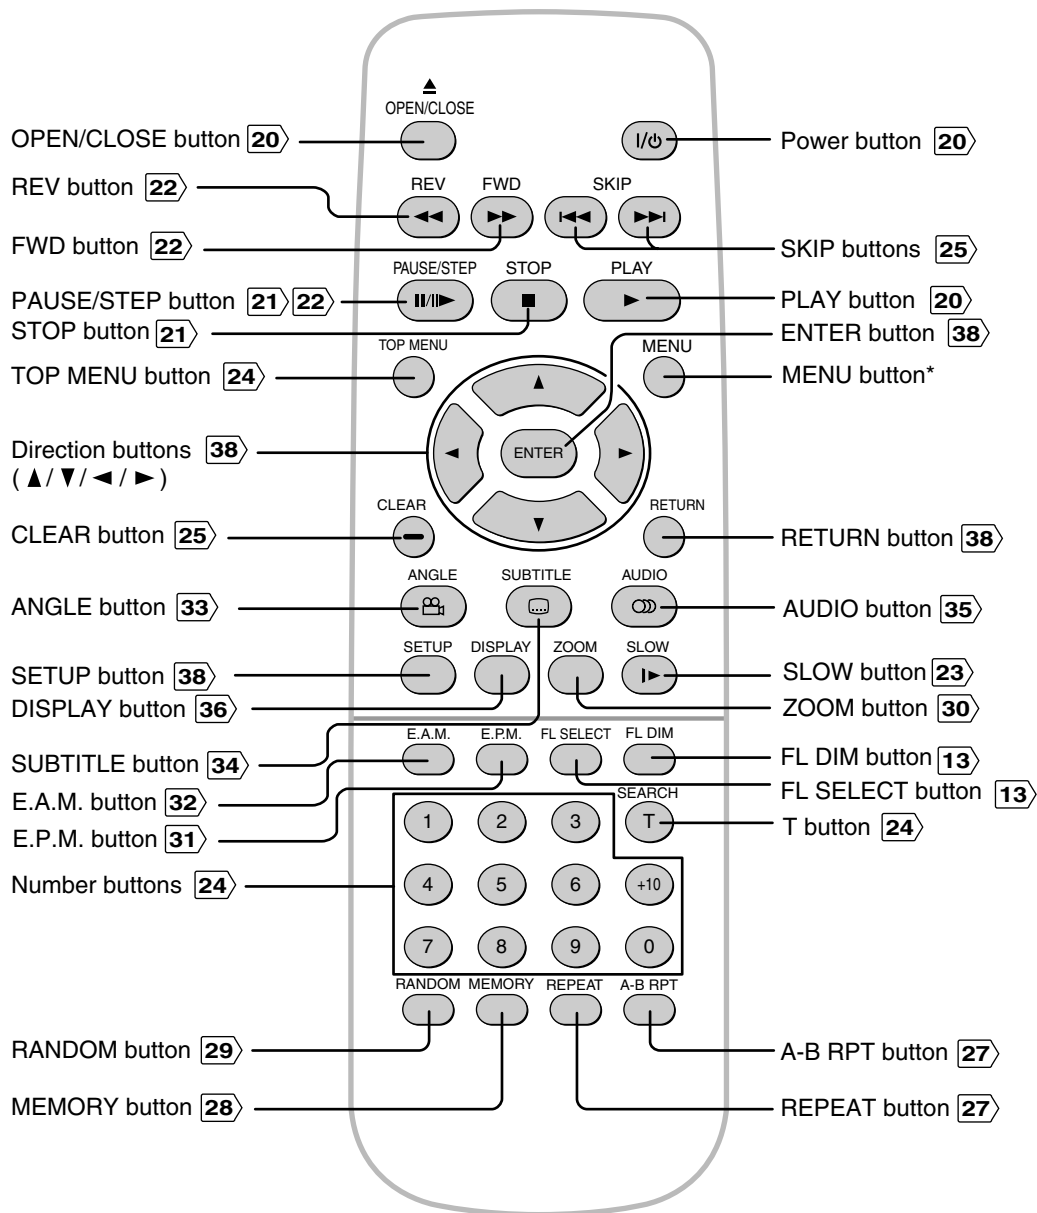 OPEN/CLOSE
OPEN/CLOSE button 20
I/
Power button 20
REV FWD SKIP
REV button 22
FWD button 22
SKIP buttons 25
PAUSE/STEP STOP PLAY
PAUSE/STEP button 21 22
PLAY button 20
STOP button 21
ENTER button 38
TOP MENU MENU
TOP MENU button 24
MENU button*
Direction buttons 38
(▲/▼/◄/►)
ENTER
CLEAR RETURN
CLEAR button 25
RETURN button 38
ANGLE SUBTITLE AUDIO
ANGLE button 33
AUDIO button 35
SETUP DISPLAY ZOOM SLOW
SETUP button 38
SLOW button 23
DISPLAY button 36
ZOOM button 30
E.A.M. E.P.M. FL SELECT FL DIM
SUBTITLE button 34
FL DIM button 13
E.A.M. button 32
FL SELECT button 13
SEARCH
1 2 3 T
E.P.M. button 31
T button 24
Number buttons 24
4 5 6 +10
7 8 9 0
RANDOM MEMORY REPEAT A-B RPT
RANDOM button 29
A-B RPT button 27
MEMORY button 28
REPEAT button 27